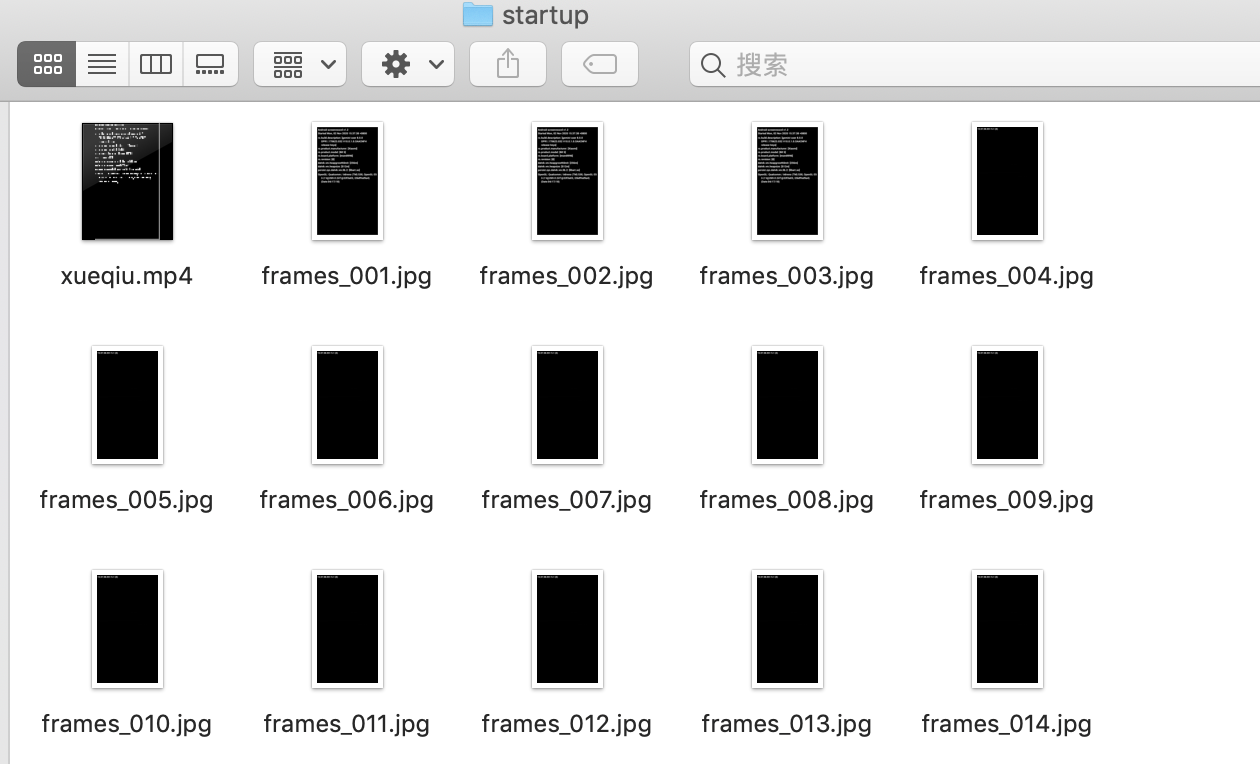 startup
搜索
xueqiu.mp4 frames_001.jpg frames_002.jpg frames_003.jpg frames_004.jpg
frames_005.jpg frames_006.jpg frames_007.jpg frames_008.jpg frames_009.jpg
frames_010.jpg frames_011.jpg frames_012.jpg frames_013.jpg frames_014.jpg